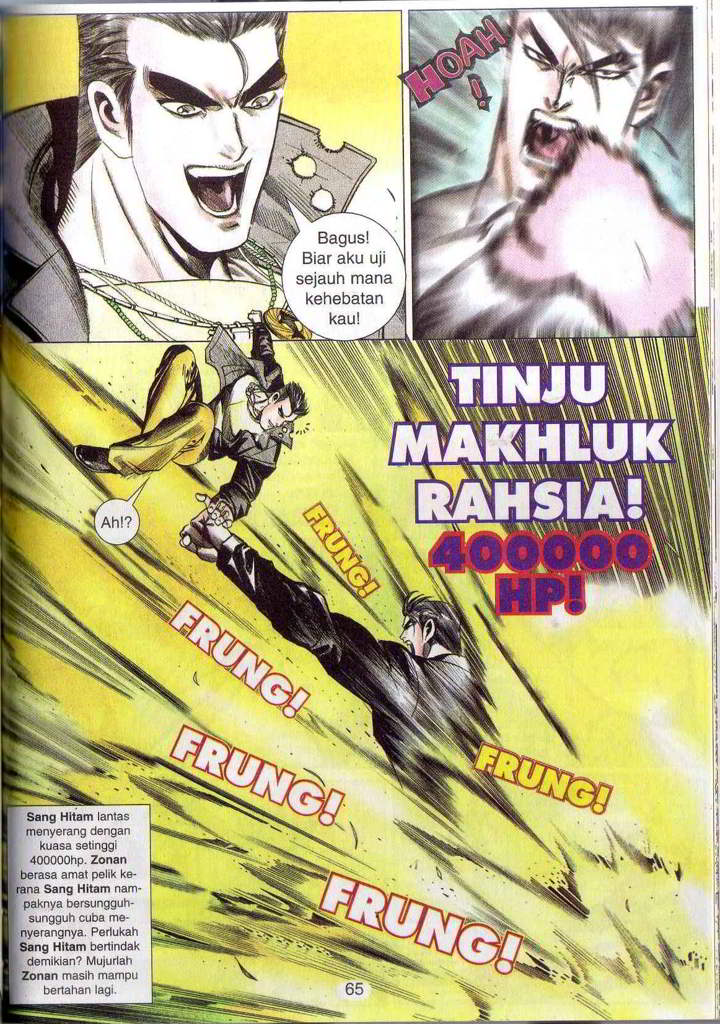 Bagus!
Biar aku uji
sejauh mana
kehebatan
kau!
HOAH
!
TINJU
MAKHLUK
RAHSIA!
400000
HP!
Ah!?
FRUNG!
FRUNG!
FRUNG!
FRUNG!
FRUNG!
Sang Hitam lantas
menyerang dengan
kuasa setinggi
400000hp. Zonan
berasa amat pelik ke-
rana Sang Hitam nam-
paknya bersungguh-
sungguh cuba me-
nyerangnya. Perlukah
Sang Hitam bertindak
demikian? Mujurlah
Zonan masih mampu
bertahan lagi.
65